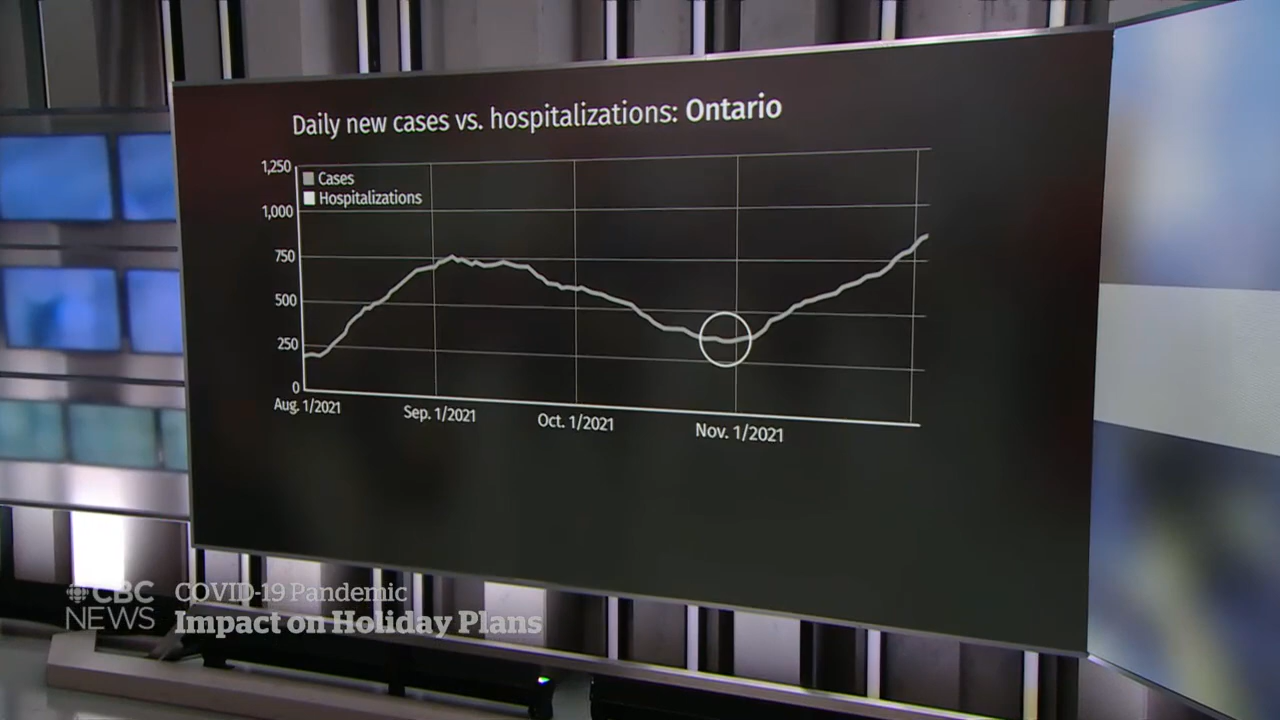 Daily new cases vs. hospitalizations: Ontario
1,250
Cases
Hospitalizations
1,000
750
500
250
0
Aug. 1/2021
Sep. 1/2021
Oct. 1/2021
Nov. 1/2021
CBC
NEWS
COVID-19 Pandemic
Impact on Holiday Plans